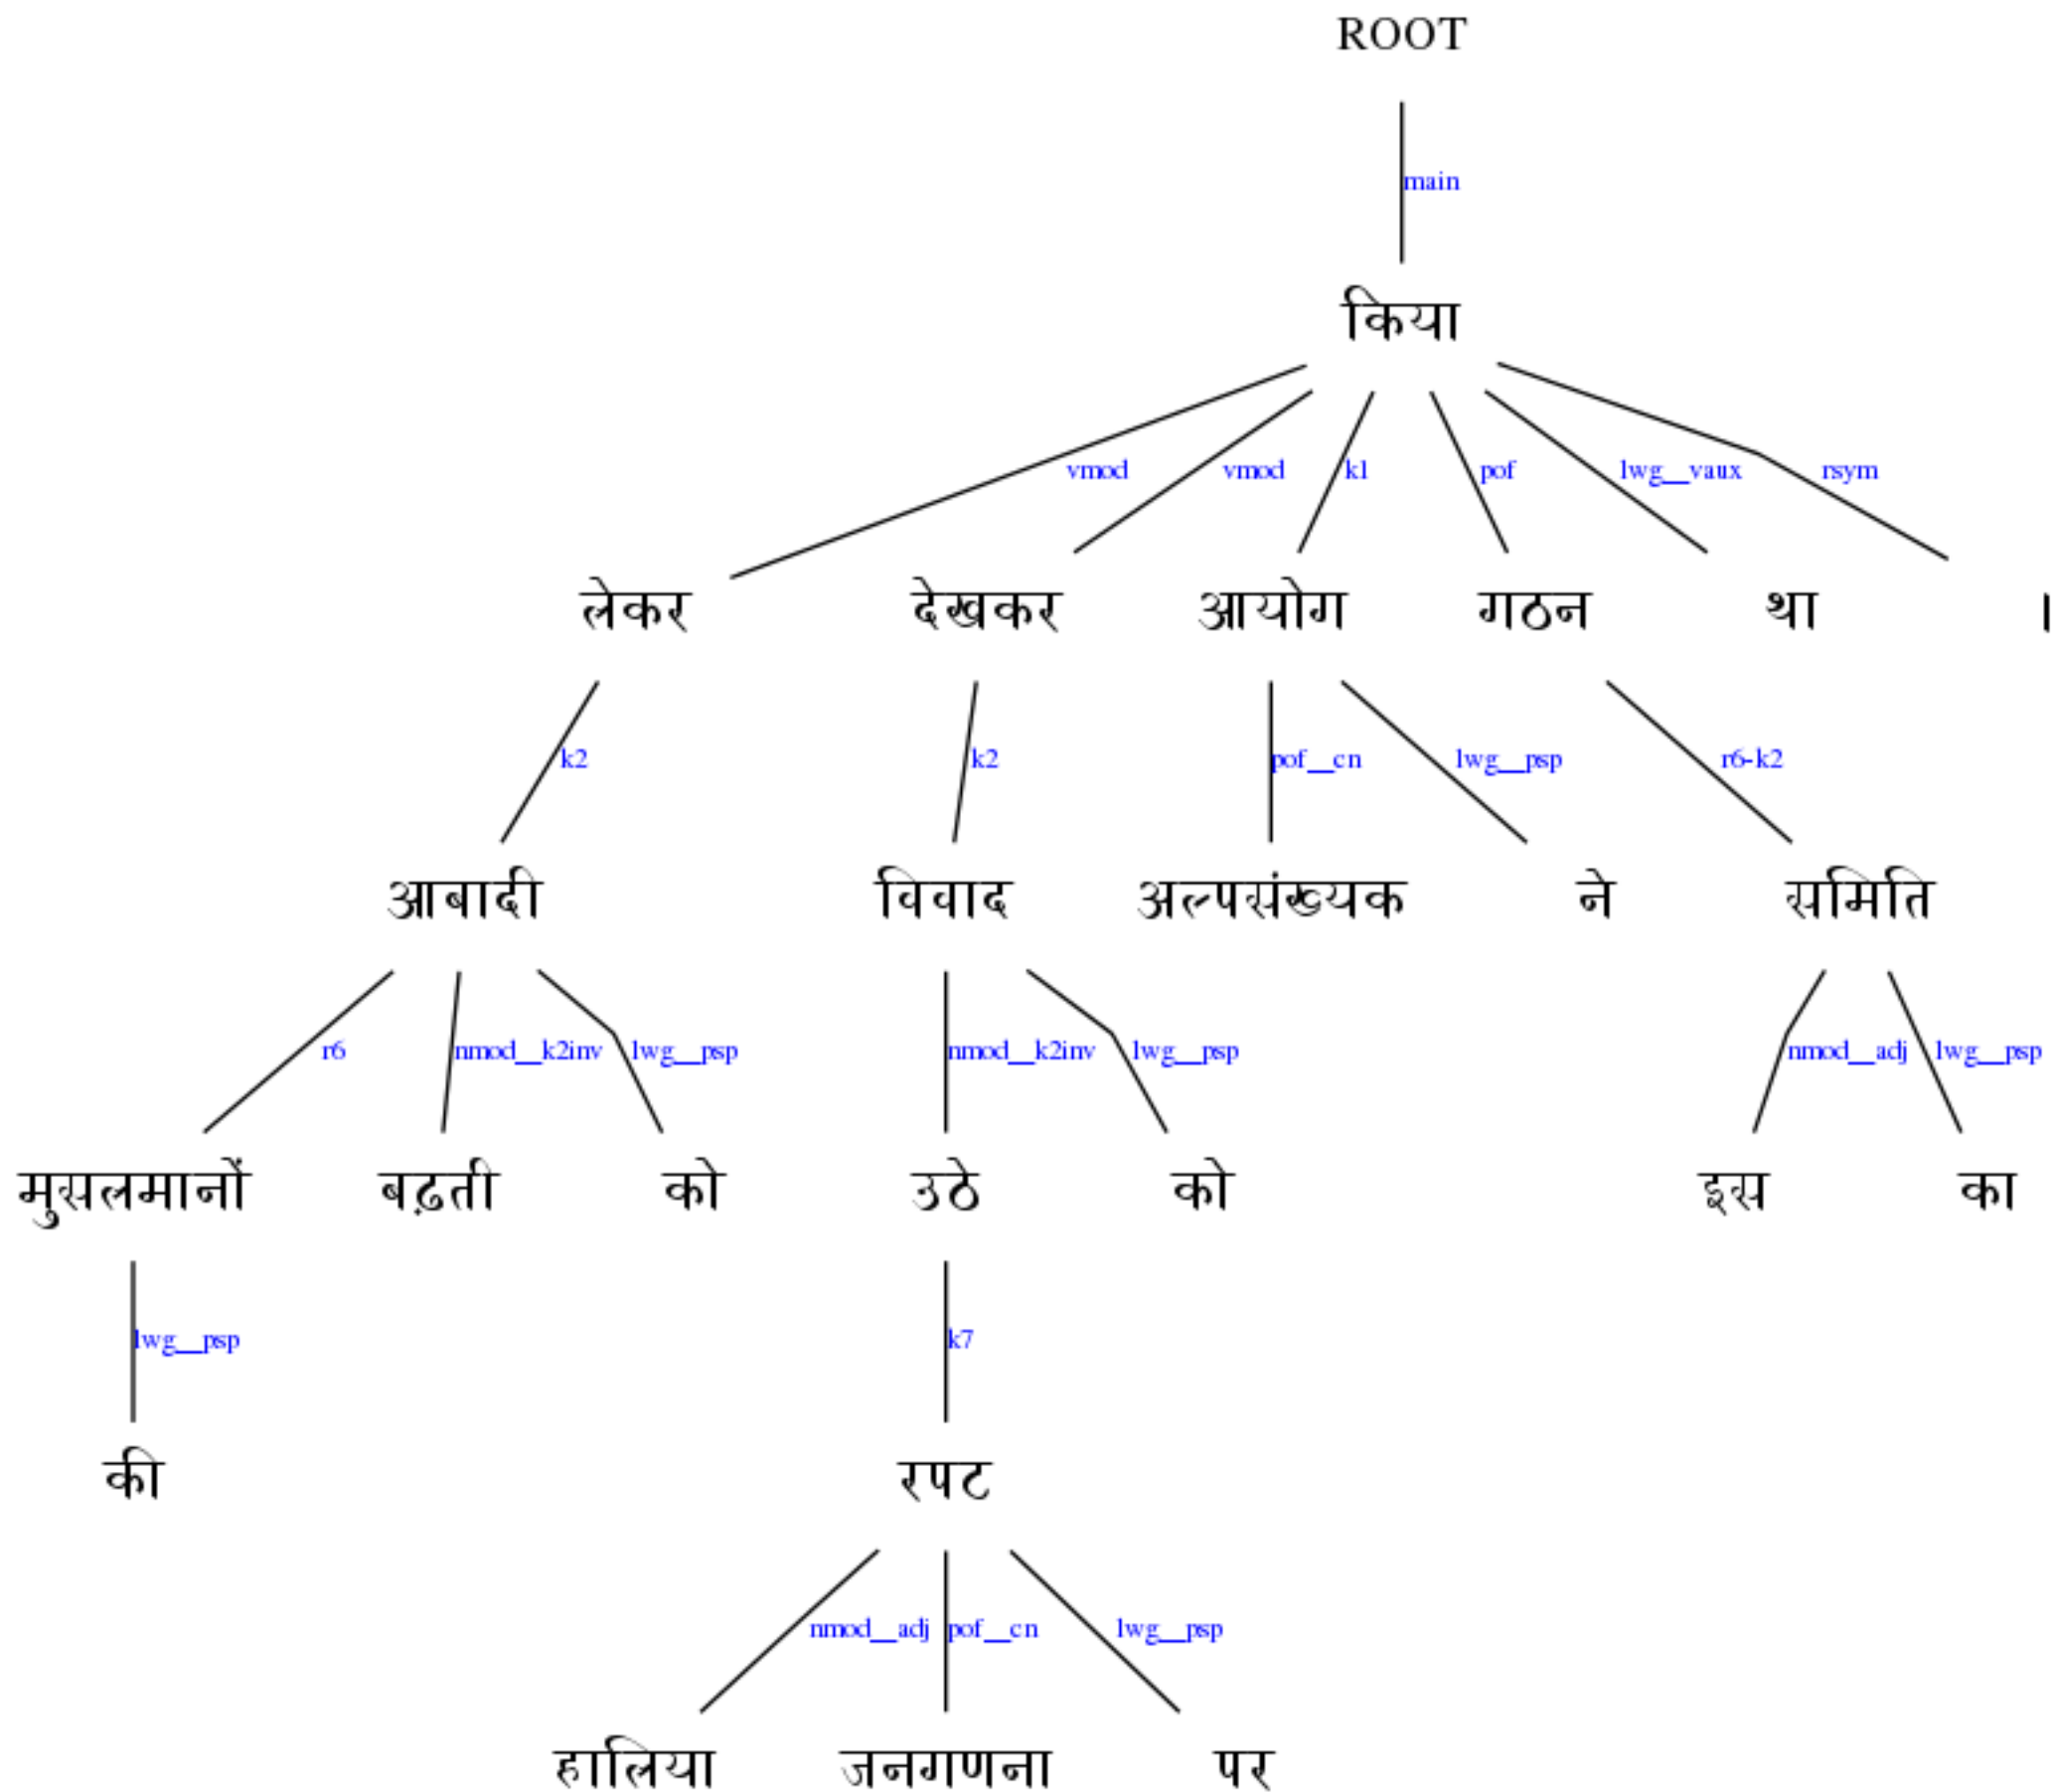 ROOT
main
किया
vmod vmod k1 pof lwg__vaux rsym
लेकर देखकर आयोग गठन था ।
k2 k2 pof__cn lwg__psp r6-k2
आबादी विवाद अल्पसंख्यक ने समिति
r6 nmod__k2inv lwg__psp nmod__k2inv lwg__psp nmod__adj lwg__psp
मुसलमानों बढ़ती को उठे को इस का
lwg__psp k7
की रपट
nmod__adj pof__cn lwg__psp
हालिया जनगणना पर